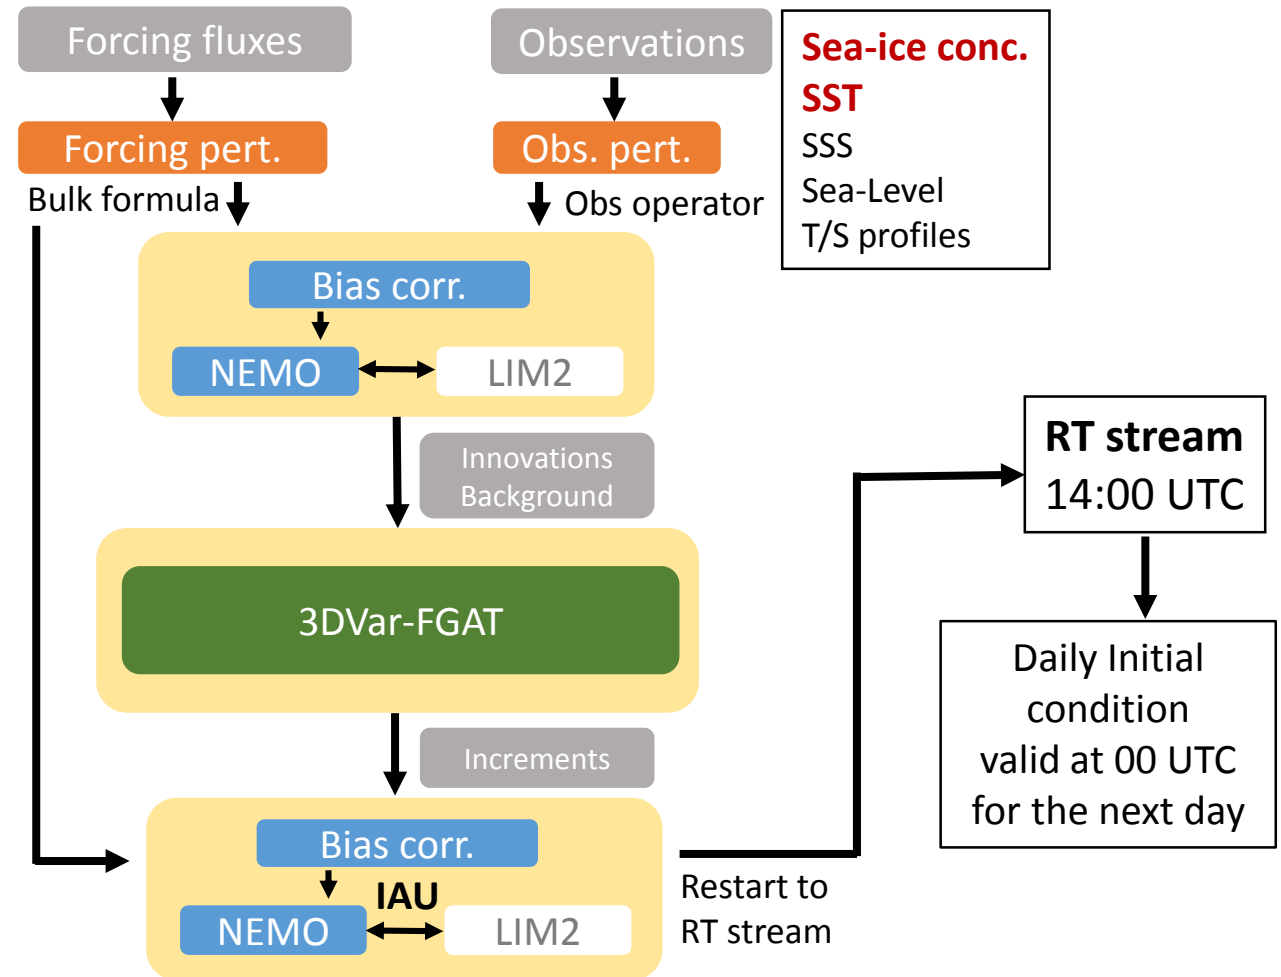 Forcing fluxes
Observations
Sea-ice conc.
SST
SSS
Sea-Level
T/S profiles
Forcing pert.
Obs. pert.
Bulk formula
Obs operator
Bias corr.
NEMO
LIM2
Innovations
Background
3DVar-FGAT
Increments
Bias corr.
IAU
NEMO
LIM2
Restart to
RT stream
RT stream
14:00 UTC
Daily Initial
condition
valid at 00 UTC
for the next day